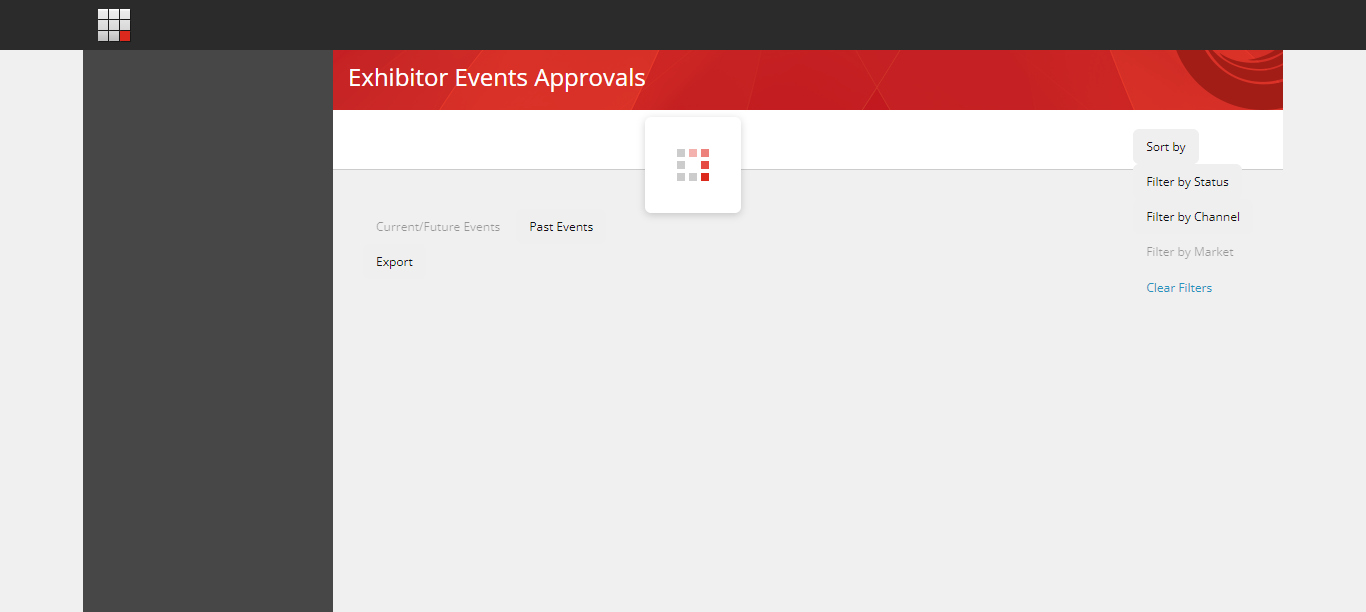 Exhibitor Events Approvals
Sort by
Filter by Status
Current/Future Events Past Events
Filter by Channel
Export
Filter by Market
Clear Filters